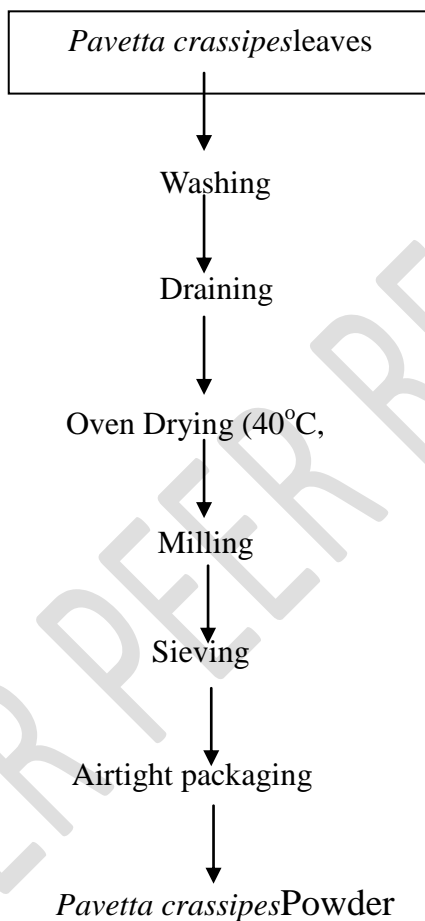 Pavetta crassipesleaves
Washing
Draining
Oven Drying (40°C,
Milling
Sieving
Airtight packaging
Pavetta crassipesPowder